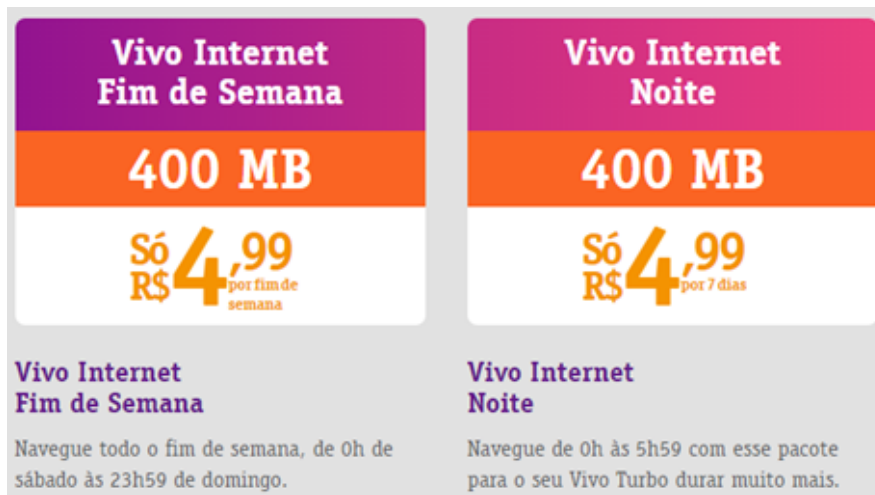 Vivo Internet
Fim de Semana
400 MB
Só
R$4,99
por fim de
semana
Vivo Internet
Fim de Semana
Navegue todo o fim de semana, de 0h de
sábado às 23h59 de domingo.
Vivo Internet
Noite
400 MB
Só
R$4,99
por 7 dias
Vivo Internet
Noite
Navegue de 0h às 5h59 com esse pacote
para o seu Vivo Turbo durar muito mais.